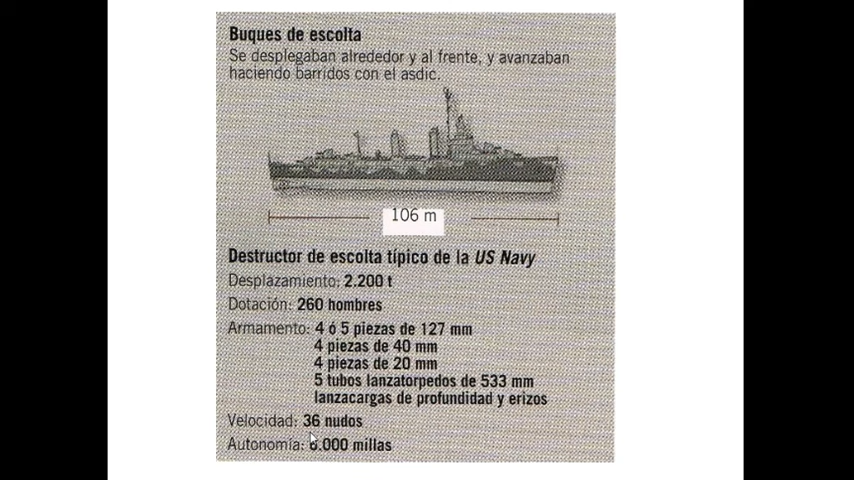 Buques de escolta
Se desplegaban alrededor y al frente, y avanzaban
haciendo barridos con el asdic.
106 m
Destructor de escolta típico de la US Navy
Desplazamiento: 2.200 t
Dotación: 260 hombres
Armamento: 4 ó 5 piezas de 127 mm
4 piezas de 40 mm
4 piezas de 20 mm
5 tubos lanzatorpedos de 533 mm
lanzacargas de profundidad y erizos
Velocidad: 36 nudos
Autonomía: 6.000 millas